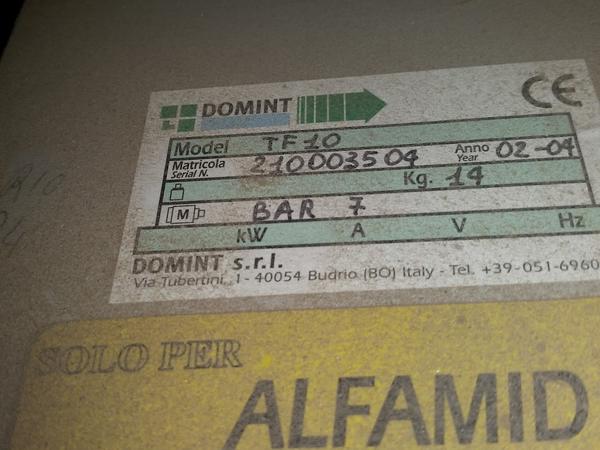 CE
DOMINT
Model TF10
Matricola Serial N. 210003504 Anno Year 02-04
Kg. 14
M BAR 7
kW A V Hz
DOMINT s.r.l.
Via Tubertini, 1 - 40054 Budrio (BO) Italy - Tel. +39-051-6960
SOLO PER
ALFAMID